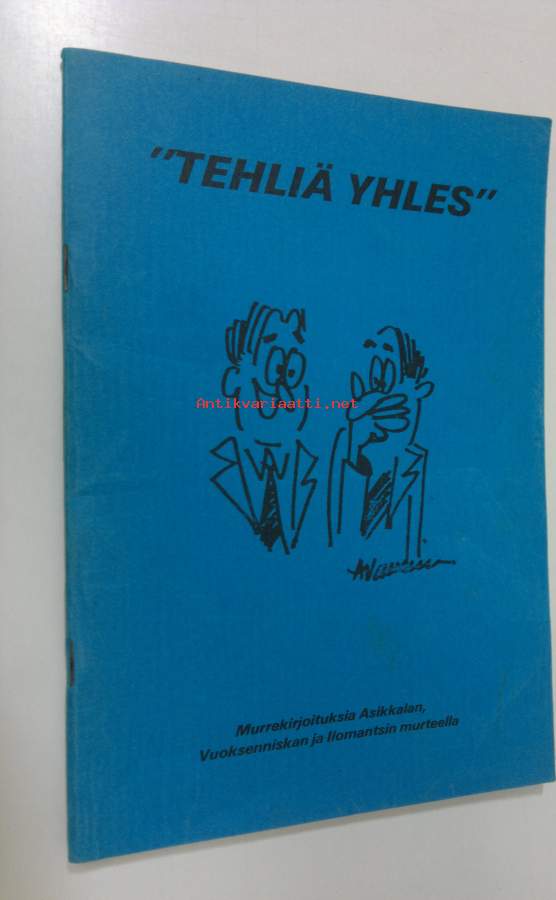 "TEHLIÄ YHLES"
Antikvariaatti.net
Murrekirjoituksia Asikkalan,
Vuoksenniskan ja Ilomantsin murteella